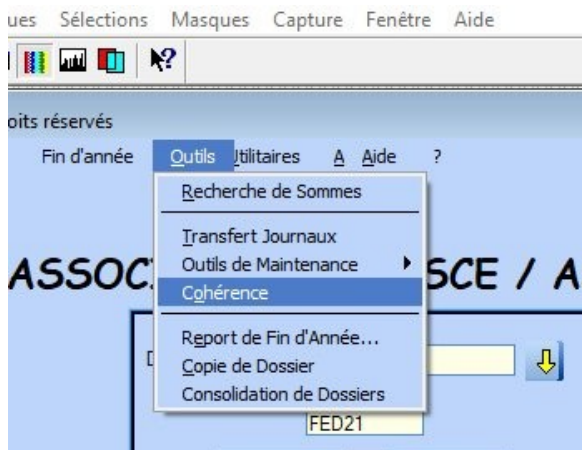 ues Sélections Masques Capture Fenêtre Aide
oits réservés
Fin d'année Outils Utilitaires A Aide ?
Recherche de Sommes
Transfert Journaux
Outils de Maintenance
Cohérence
ASSOC SCE / A
Report de Fin d'Année...
D
Copie de Dossier
Consolidation de Dossiers
FED21